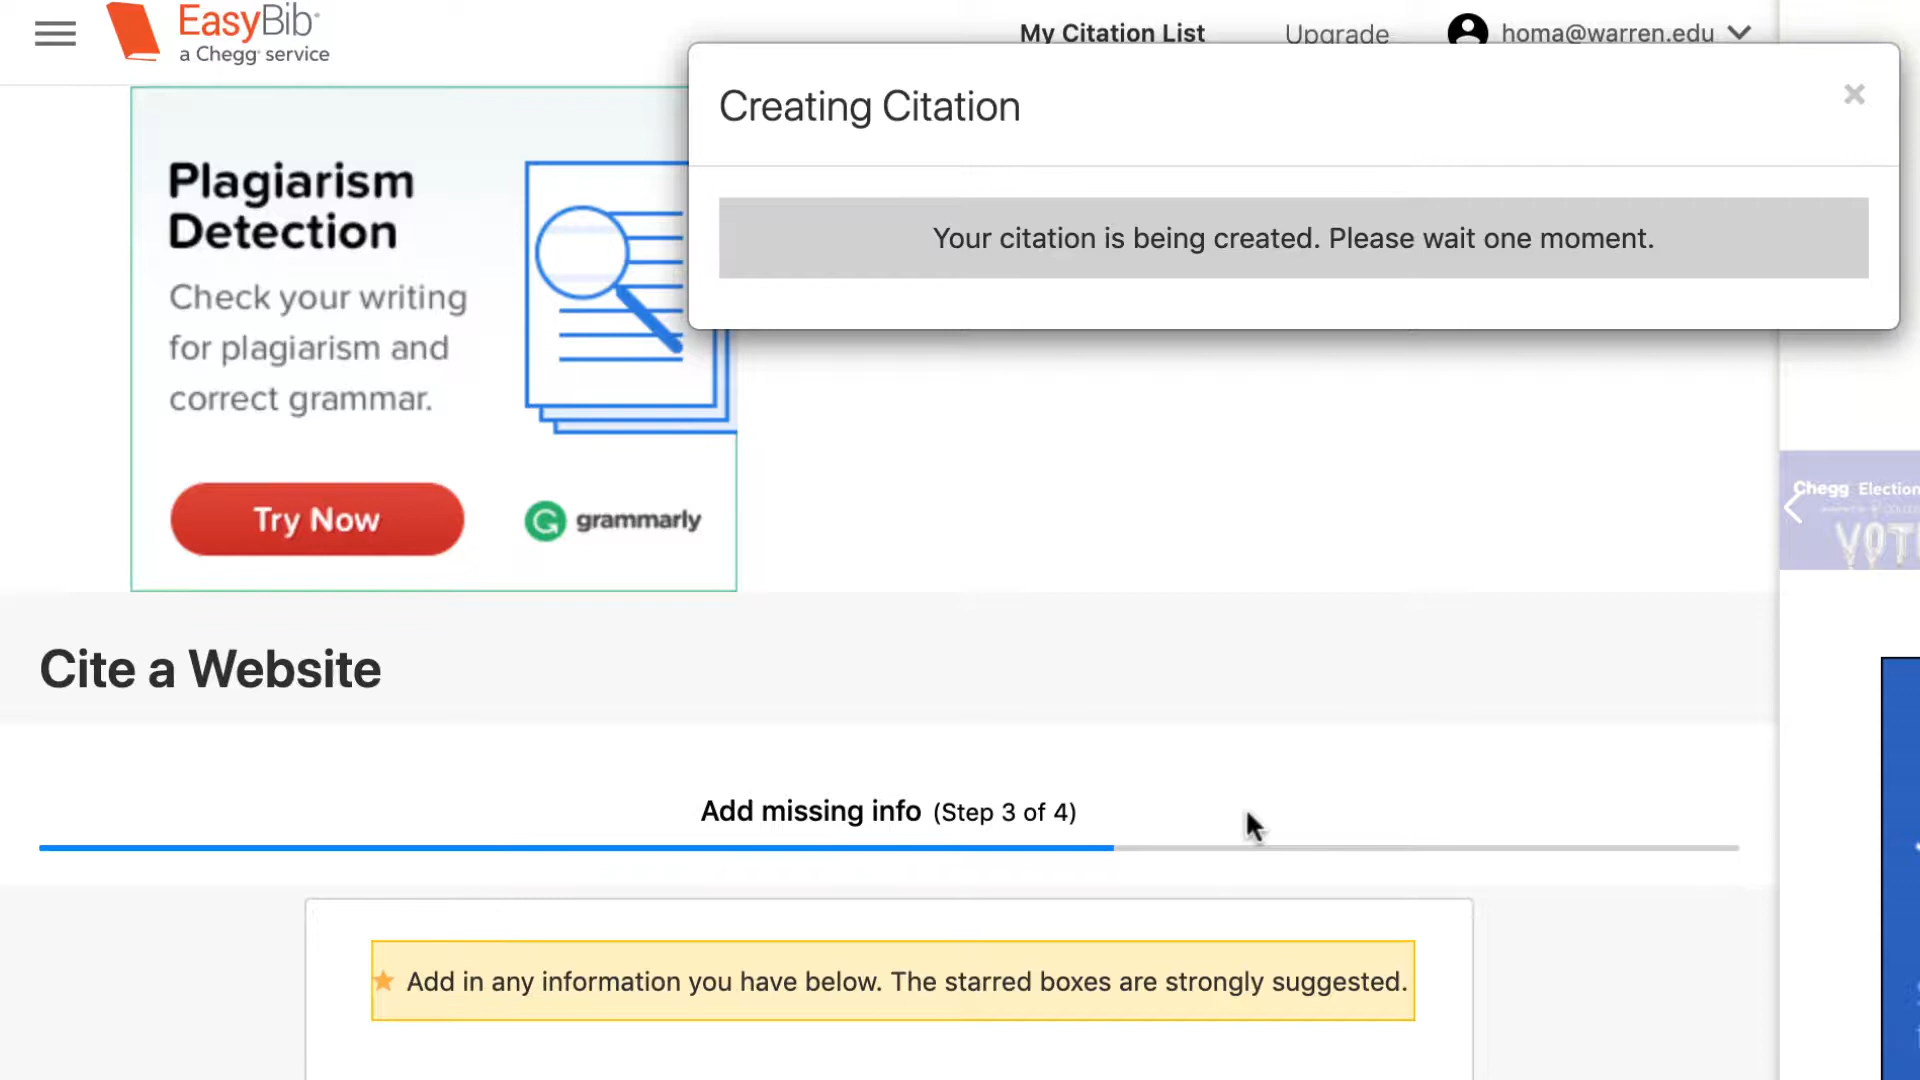 EasyBib
a Chegg service
My Citation List
Upgrade
homa@warren.edu
Creating Citation
×
Your citation is being created. Please wait one moment.
Plagiarism
Detection
Check your writing
for plagiarism and
correct grammar.
Try Now
grammarly
Chegg Election
VOT
Cite a Website
Add missing info (Step 3 of 4)
Add in any information you have below. The starred boxes are strongly suggested.